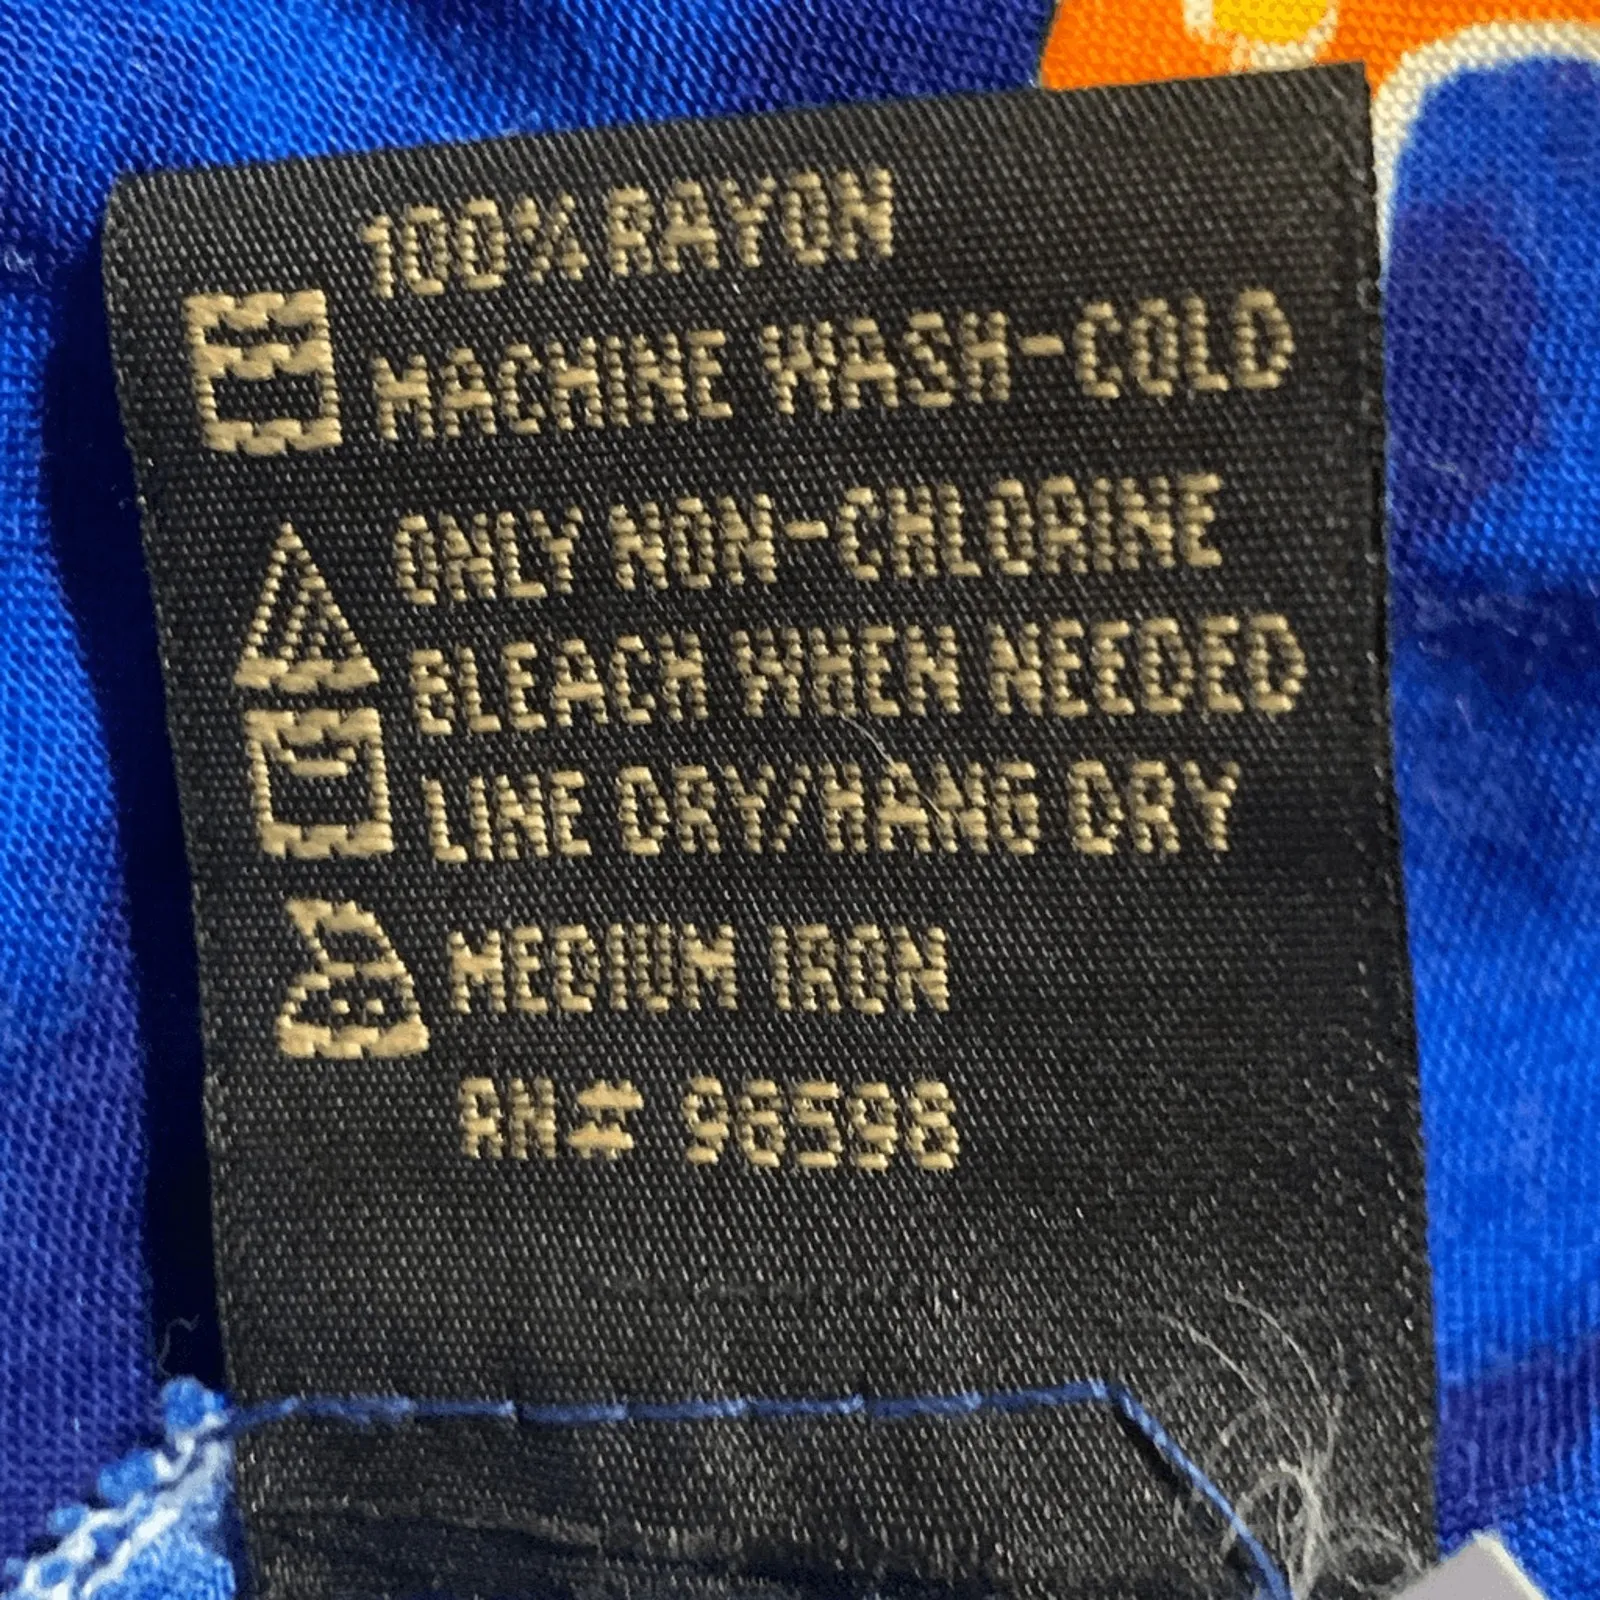 100% RAYON
MACHINE WASH-COLD
ONLY NON-CHLORINE
BLEACH WHEN NEEDED
LINE DRY/HANG DRY
MEDIUM IRON
RN# 96598